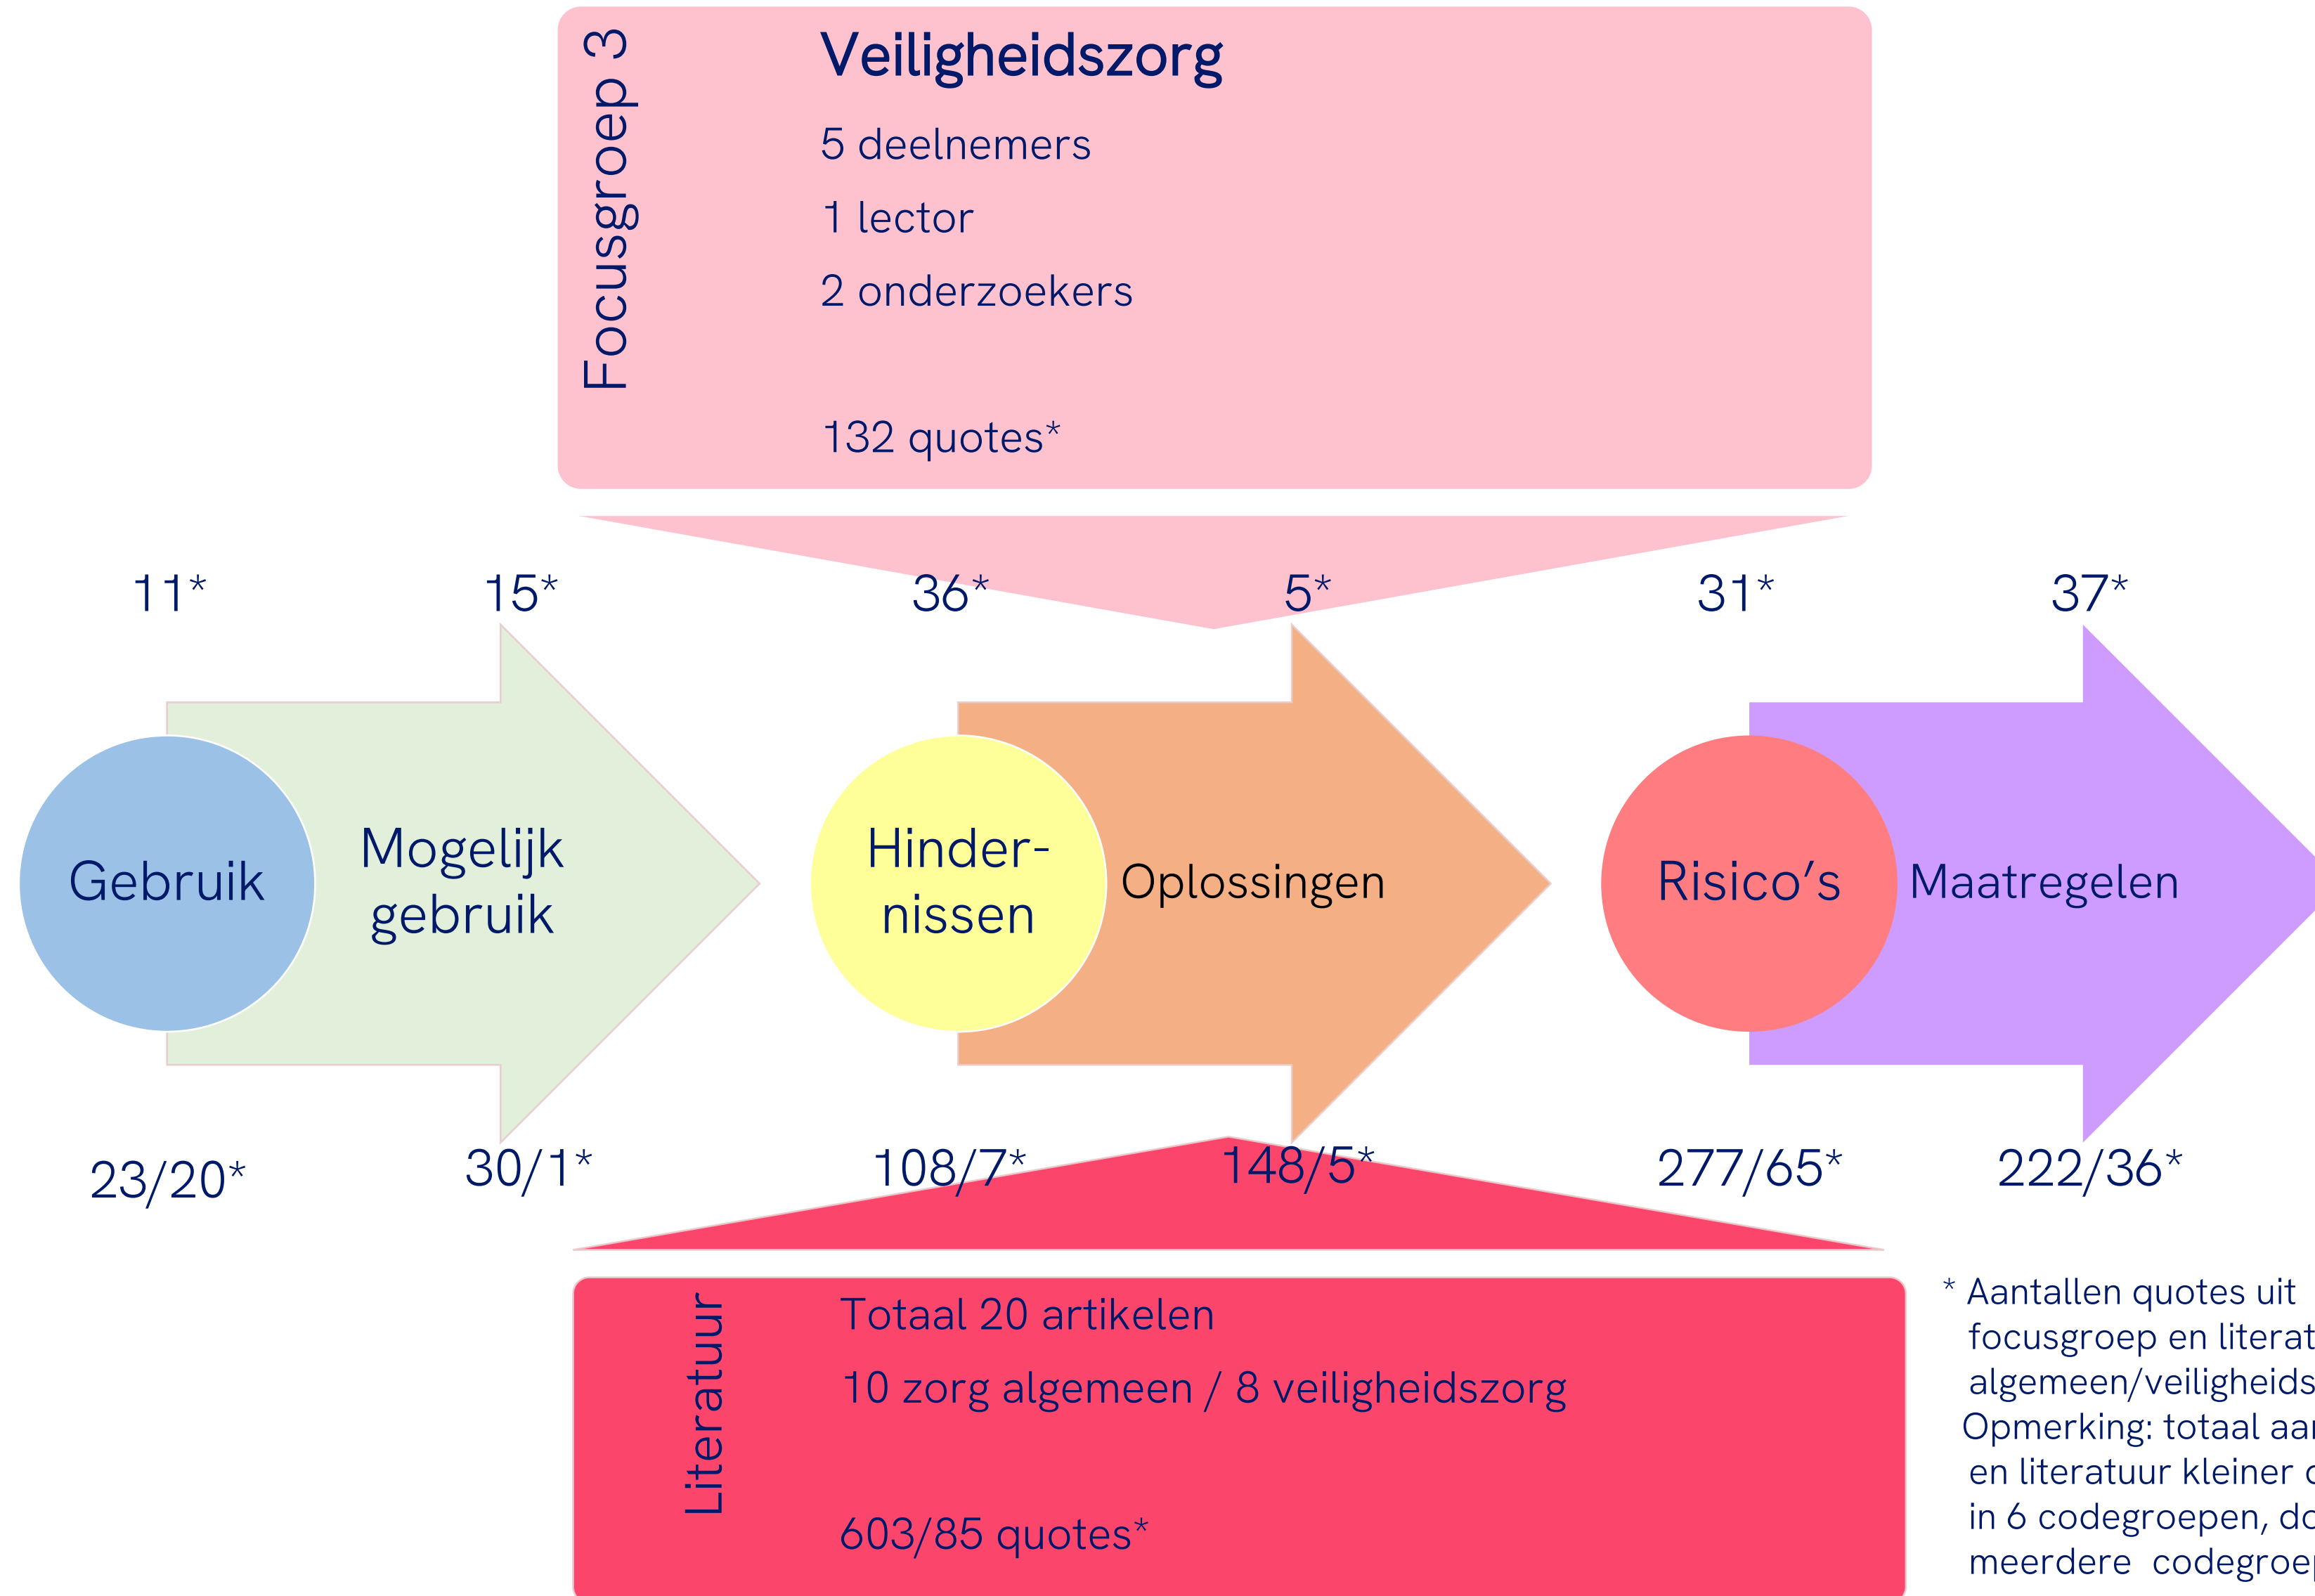 Focusgroep 3
Veiligheidszorg
5 deelnemers
1 lector
2 onderzoekers
132 quotes*
11*
15*
36*
5*
31*
37*
Gebruik
Mogelijk
gebruik
Hinder-
nissen
Oplossingen
Risico's
Maatregelen
23/20*
30/1*
108/7*
148/5*
277/65*
222/36*
Literatuur
Totaal 20 artikelen
10 zorg algemeen / 8 veiligheidszorg
603/85 quotes*
* Aantallen quotes uit
focusgroep en
algemeen/
Opmerking: totaal
en literatuur kleiner
in 6 codegroepen,
meerdere